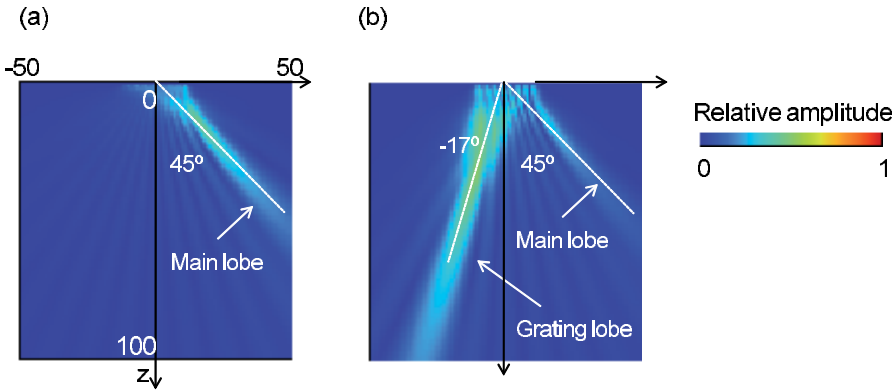 (a)
(b)
-50
50
0
45º
Main lobe
100
z
-17º
45º
Main lobe
Grating lobe
Relative amplitude
0
1